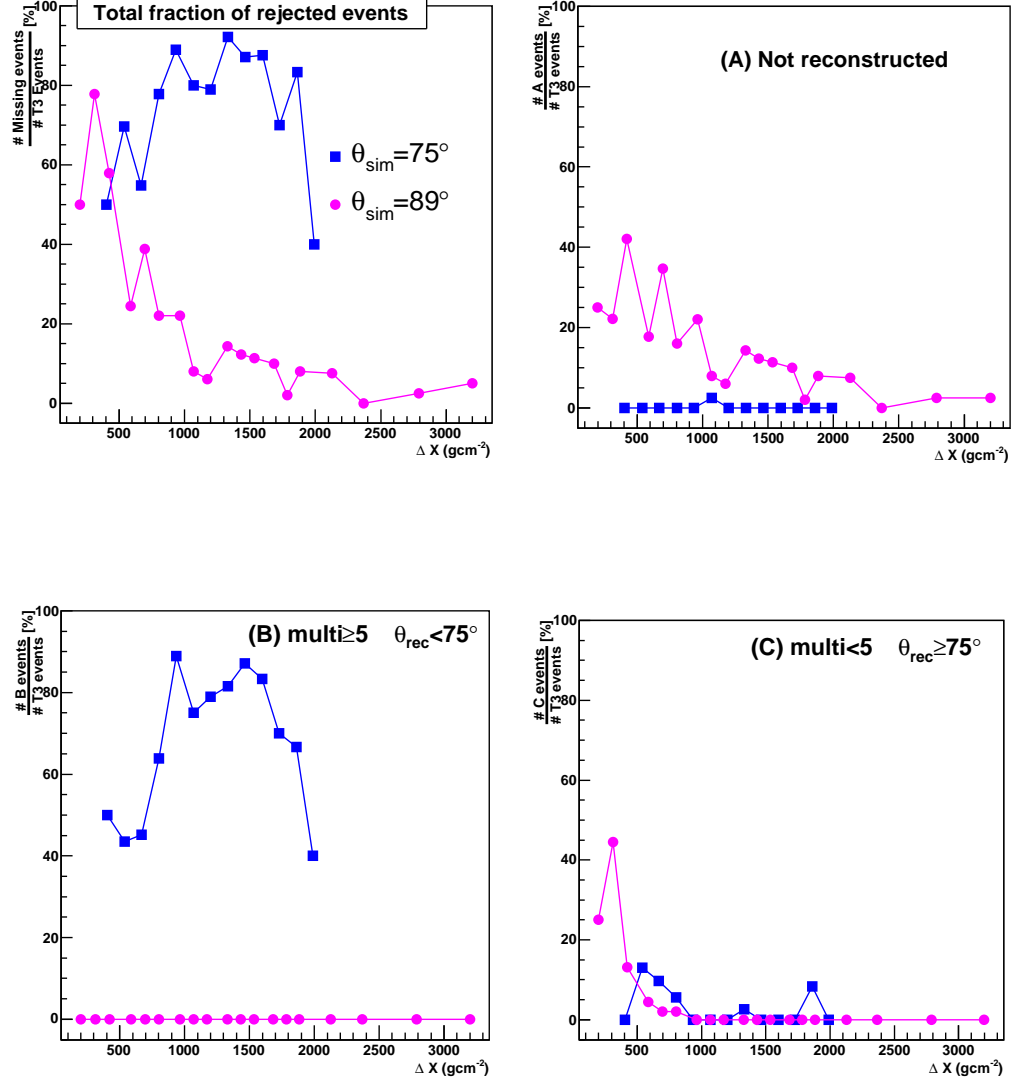 Total fraction of rejected events
# Missing events
# T3 Events
[%]
100
80
60
40
20
0
θsim=75°
θsim=89°
500 1000 1500 2000 2500 3000
Δ X (gcm-2)
(A) Not reconstructed
# A events
# T3 events
[%]
100
80
60
40
20
0
500 1000 1500 2000 2500 3000
Δ X (gcm-2)
(B) multi≥5 θrec<75°
# B events
# T3 events
[%]
100
80
60
40
20
0
500 1000 1500 2000 2500 3000
Δ X (gcm-2)
(C) multi<5 θrec≥75°
# C events
# T3 events
[%]
100
80
60
40
20
0
500 1000 1500 2000 2500 3000
Δ X (gcm-2)